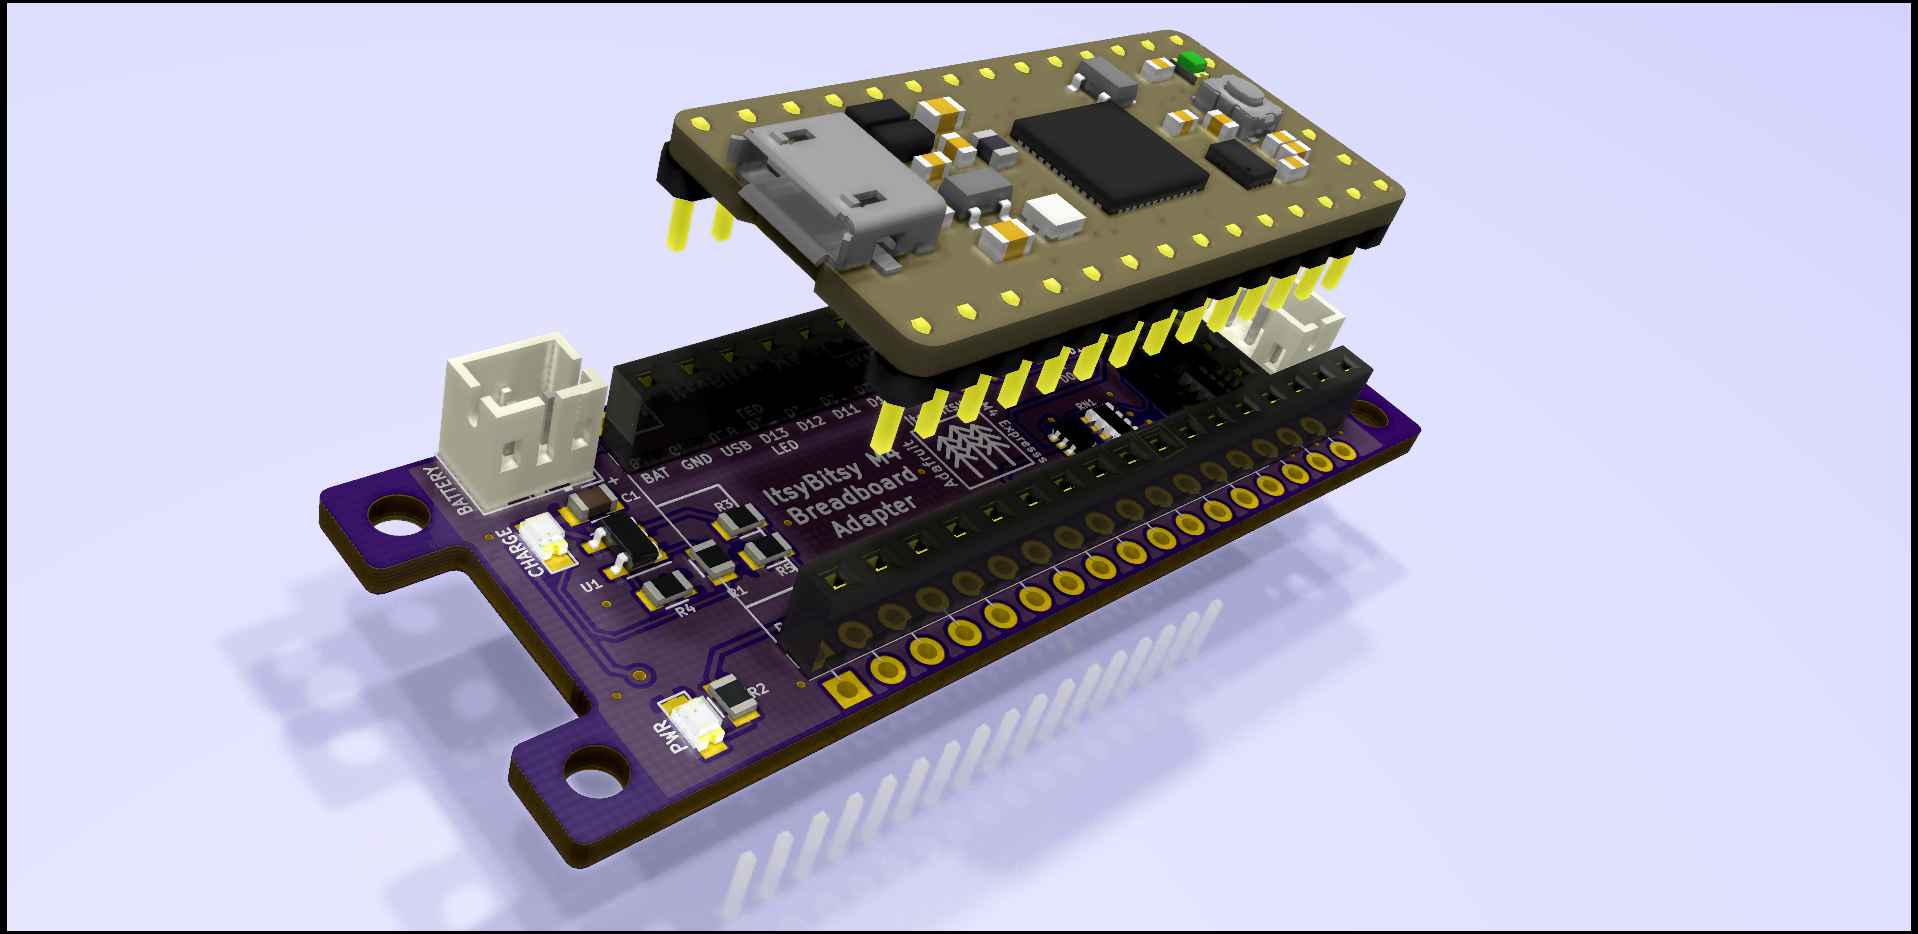 BATTERY
+
C1
CHARGE
U1
BAT
GND
USB
D13
LED
D12
D11
ItsyBitsy M4
Breadboard
Adapter
Adafruit
M4
Express
RN1
R3
R5
R1
R4
R2
PWR